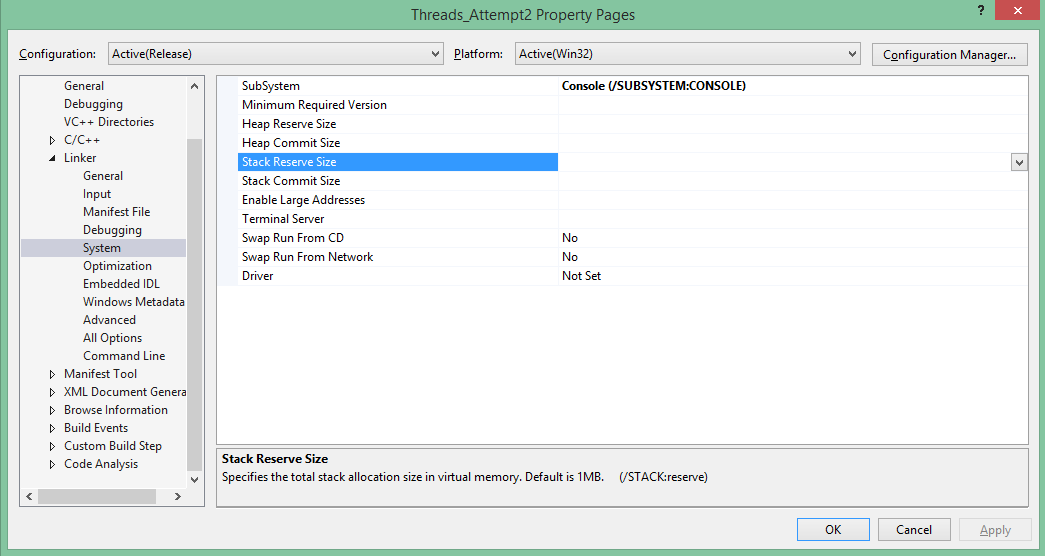 Threads_Attempt2 Property Pages
?
Configuration: Active(Release) Platform: Active(Win32) Configuration Manager...
General
Debugging
VC++ Directories
C/C++
Linker
General
Input
Manifest File
Debugging
System
Optimization
Embedded IDL
Windows Metadata
Advanced
All Options
Command Line
Manifest Tool
XML Document Genera
Browse Information
Build Events
Custom Build Step
Code Analysis
SubSystem Console (/SUBSYSTEM:CONSOLE)
Minimum Required Version
Heap Reserve Size
Heap Commit Size
Stack Reserve Size
Stack Commit Size
Enable Large Addresses
Terminal Server
Swap Run From CD No
Swap Run From Network No
Driver Not Set
Stack Reserve Size
Specifies the total stack allocation size in virtual memory. Default is 1MB. (/STACK:reserve)
OK Cancel Apply